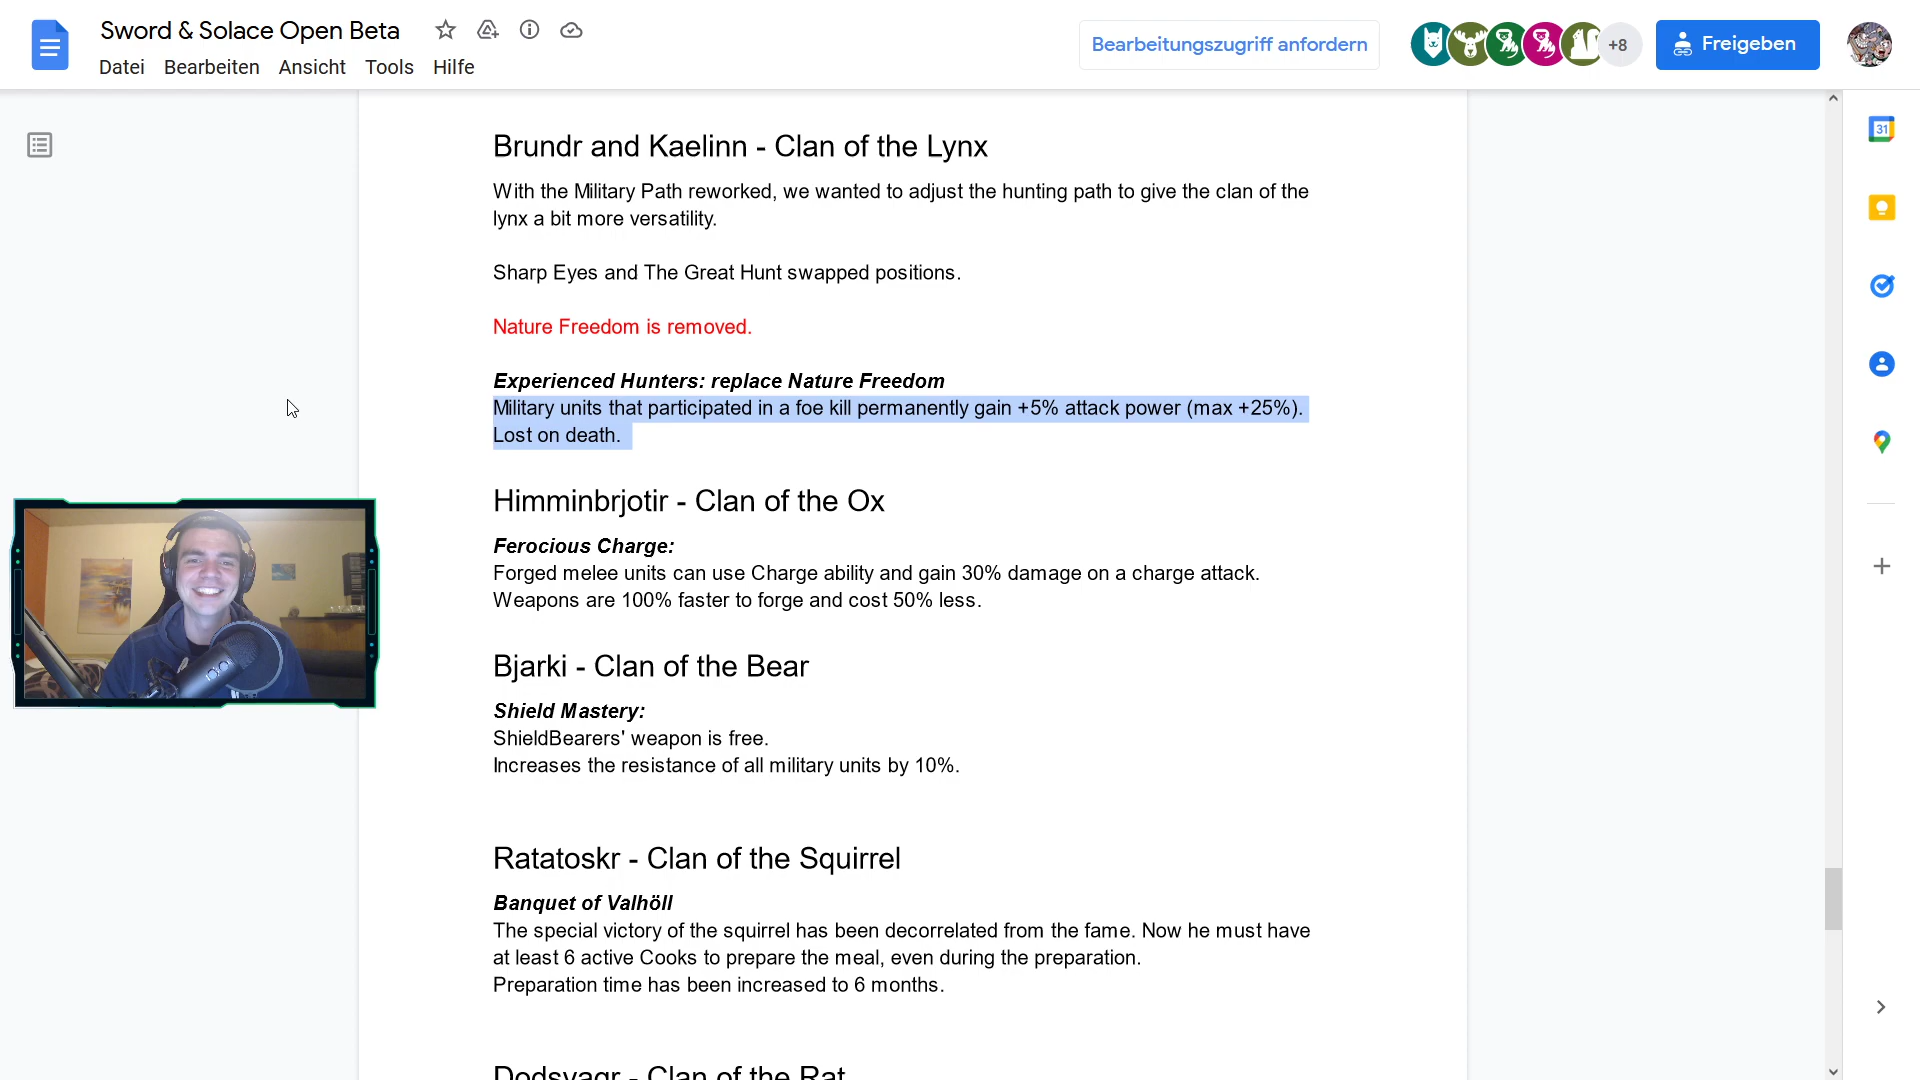 Sword & Solace Open Beta
Datei Bearbeiten Ansicht Tools Hilfe
Bearbeitungszugriff anfordern
+8
Freigeben
31
Brundr and Kaelinn - Clan of the Lynx
With the Military Path reworked, we wanted to adjust the hunting path to give the clan of the
lynx a bit more versatility.
Sharp Eyes and The Great Hunt swapped positions.
Nature Freedom is removed.
Experienced Hunters: replace Nature Freedom
Military units that participated in a foe kill permanently gain +5% attack power (max +25%).
Lost on death.
Himminbrjotir - Clan of the Ox
Ferocious Charge:
Forged melee units can use Charge ability and gain 30% damage on a charge attack.
Weapons are 100% faster to forge and cost 50% less.
Bjarki - Clan of the Bear
Shield Mastery:
ShieldBearers' weapon is free.
Increases the resistance of all military units by 10%.
Ratatoskr - Clan of the Squirrel
Banquet of Valhöll
The special victory of the squirrel has been decorrelated from the fame. Now he must have
at least 6 active Cooks to prepare the meal, even during the preparation.
Preparation time has been increased to 6 months.
Dodsvagr - Clan of the Rat